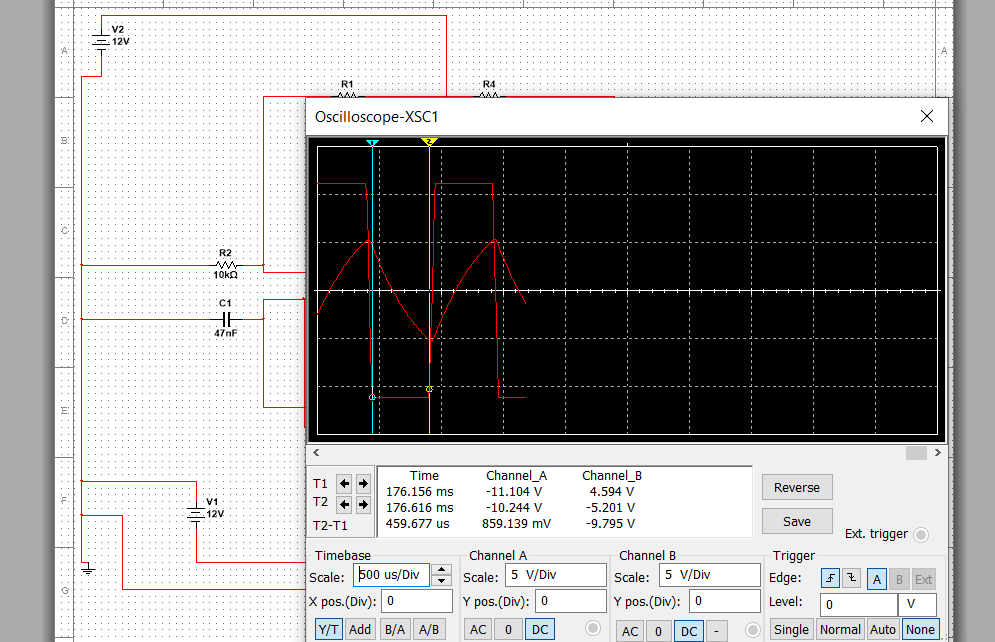 V2
12V
A
A
R1
R4
Oscilloscope-XSC1
1
2
B
C
R2
10kΩ
C1
47nF
D
E
F
V1
12V
G
T1
T2
T2-T1
Time Channel_A Channel_B
176.156 ms -11.104 V 4.594 V
176.616 ms -10.244 V -5.201 V
459.677 us 859.139 mV -9.795 V
Reverse
Save
Ext. trigger
Timebase
Scale: 500 us/Div
X pos.(Div): 0
Y/T Add B/A A/B
Channel A
Scale: 5 V/Div
Y pos.(Div): 0
AC 0 DC
Channel B
Scale: 5 V/Div
Y pos.(Div): 0
AC 0 DC -
Trigger
Edge: A B Ext
Level: 0 V
Single Normal Auto None